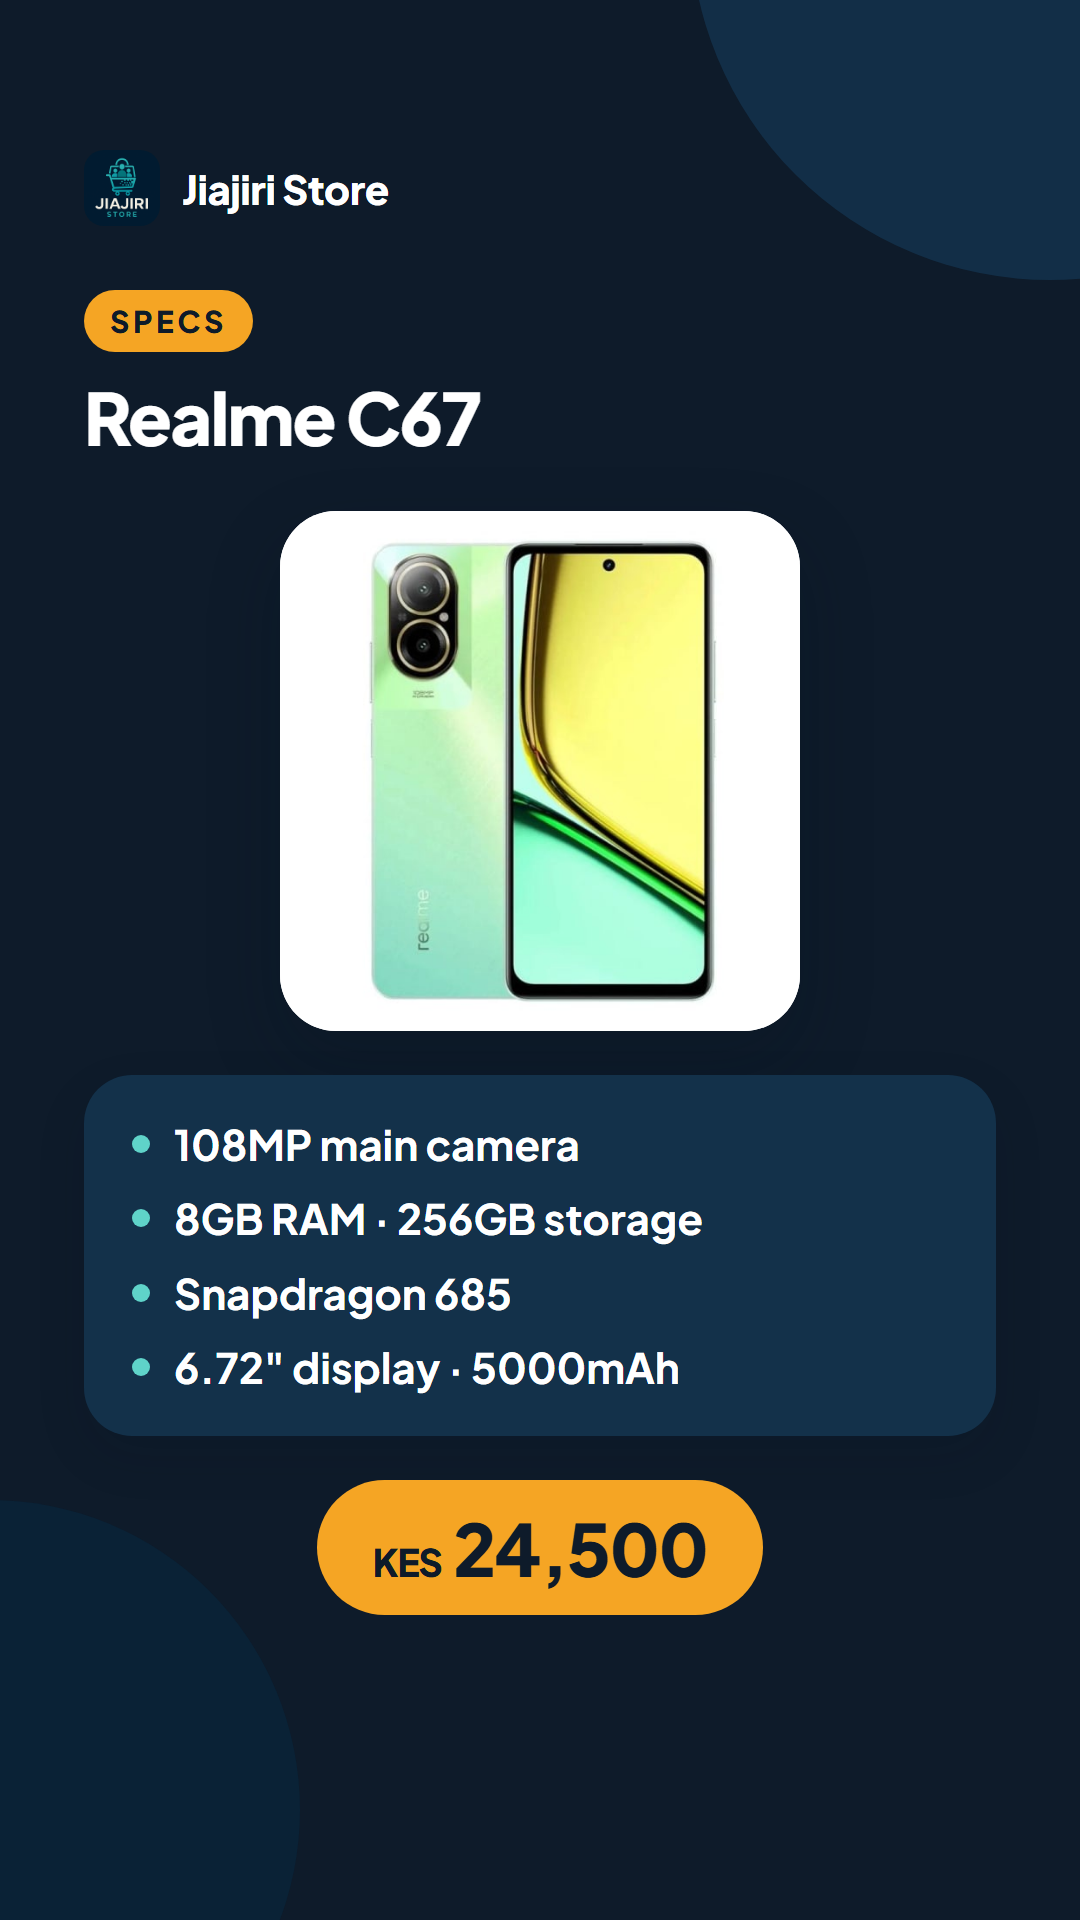 JIAJIRI
STORE
Jiajiri Store
SPECS
Realme C67
realme
108MP main camera
8GB RAM · 256GB storage
Snapdragon 685
6.72" display · 5000mAh
KES 24,500